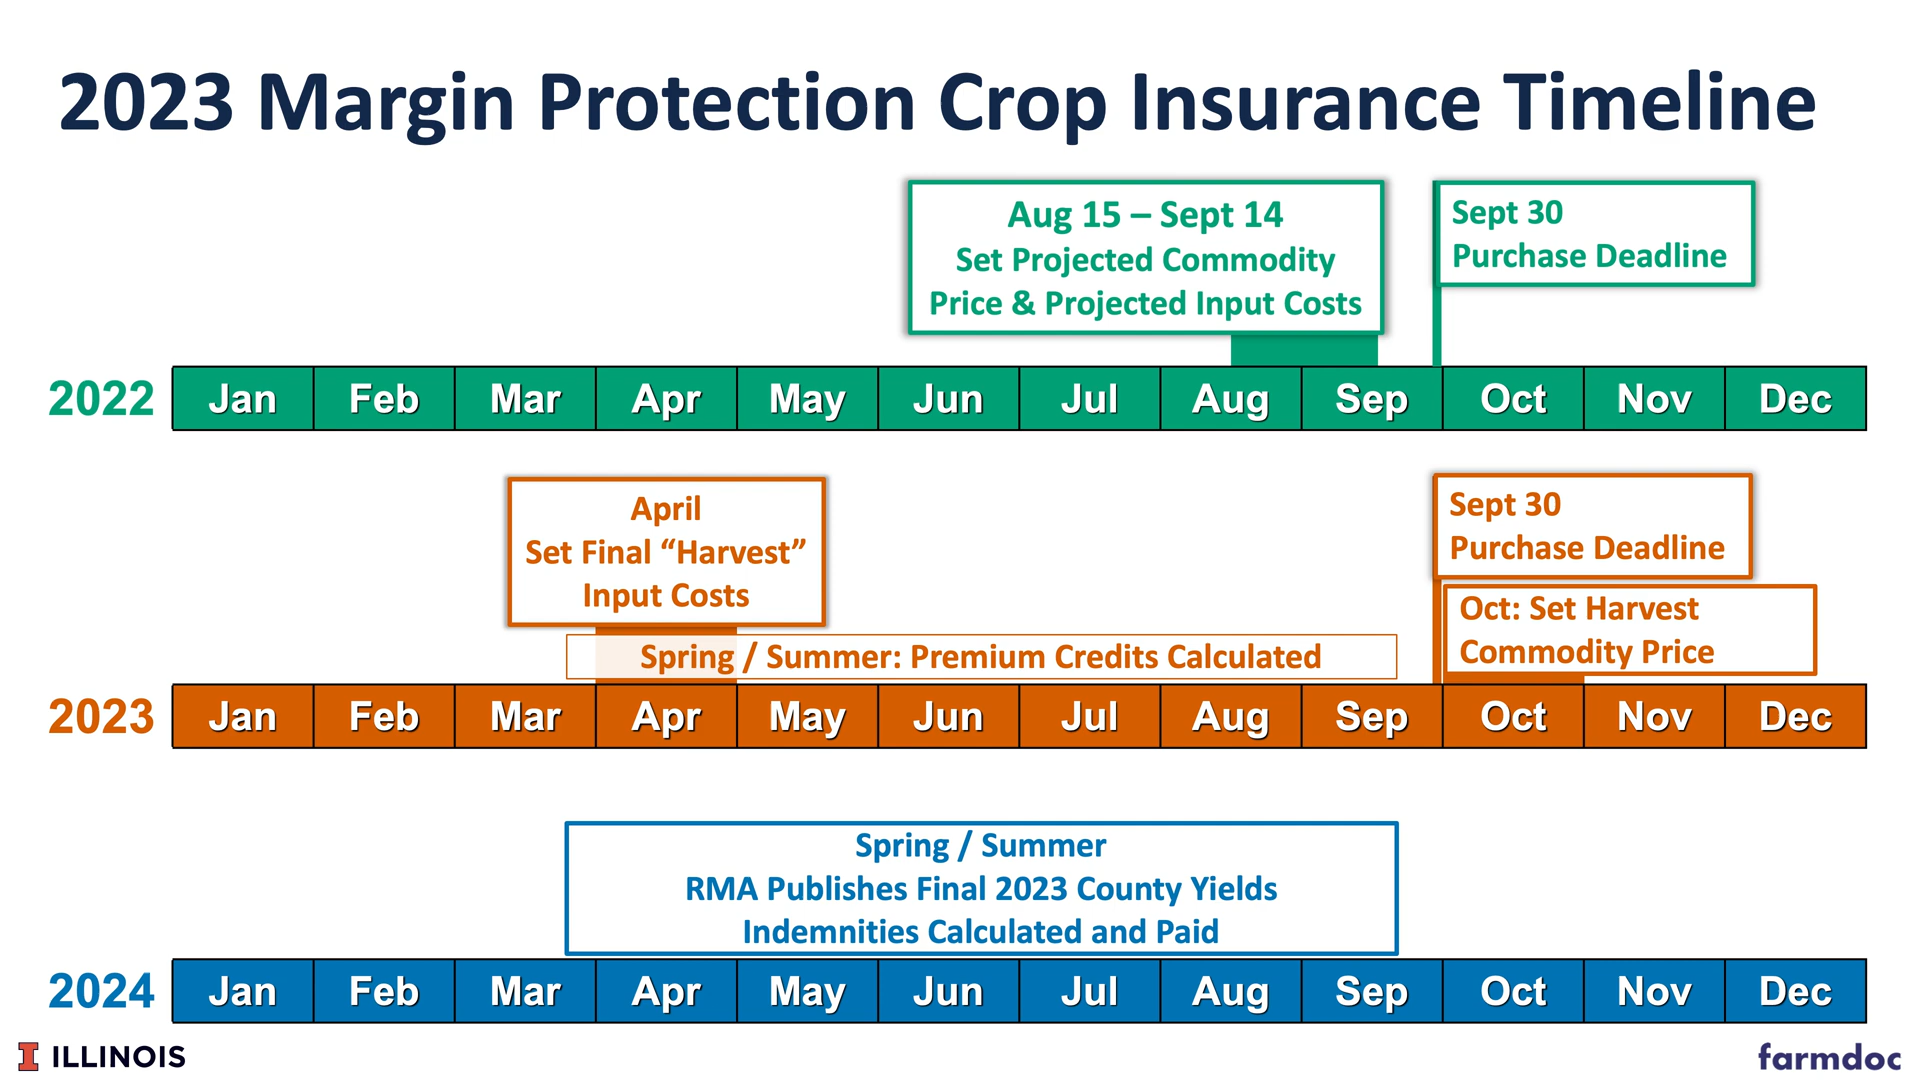 2023 Margin Protection Crop Insurance Timeline
Aug 15 – Sept 14
Set Projected Commodity
Price & Projected Input Costs
Sept 30
Purchase Deadline
2022 Jan Feb Mar Apr May Jun Jul Aug Sep Oct Nov Dec
April
Set Final “Harvest”
Input Costs
Sept 30
Purchase Deadline
Oct: Set Harvest
Commodity Price
Spring / Summer: Premium Credits Calculated
2023 Jan Feb Mar Apr May Jun Jul Aug Sep Oct Nov Dec
Spring / Summer
RMA Publishes Final 2023 County Yields
Indemnities Calculated and Paid
2024 Jan Feb Mar Apr May Jun Jul Aug Sep Oct Nov Dec
I ILLINOIS
farmdoc